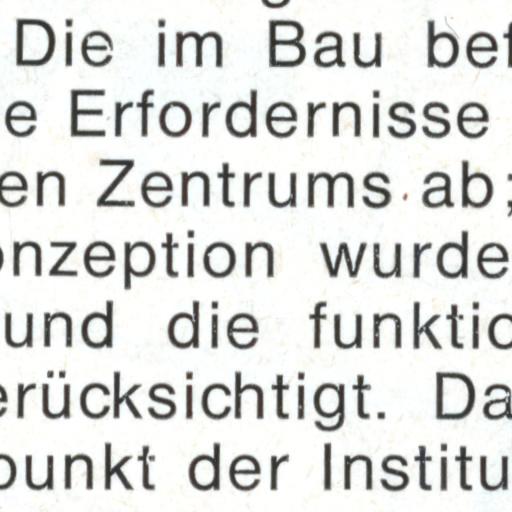 Die im Bau bef
e Erfordernisse
en Zentrums ab;
onzeption wurde
und die funktio
erücksichtigt. Da
punkt der Institu